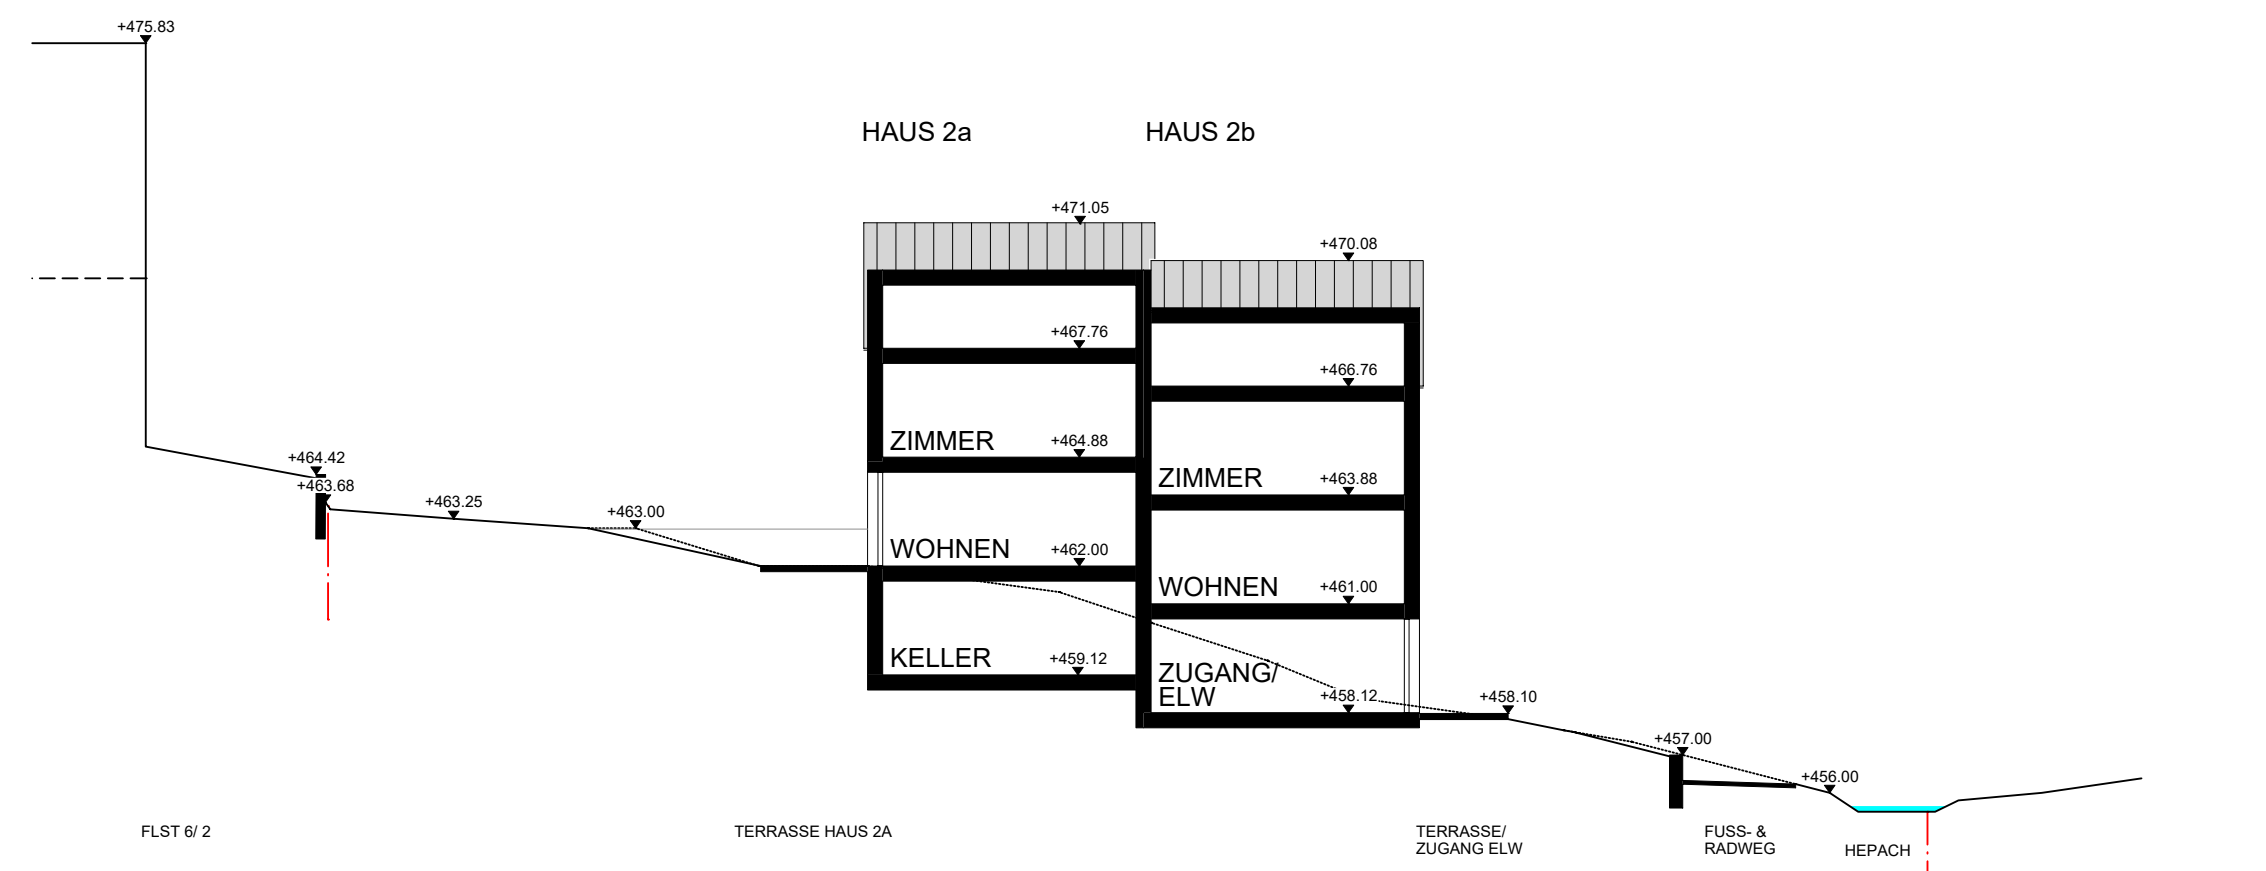 +475.83
HAUS 2a
HAUS 2b
+471.05
+470.08
+467.76
+466.76
ZIMMER
+464.88
+464.42
ZIMMER
+463.88
+463.68
+463.25
+463.00
WOHNEN
+462.00
WOHNEN
+461.00
KELLER
+459.12
ZUGANG/
ELW
+458.12
+458.10
+457.00
+456.00
FLST 6/ 2
TERRASSE HAUS 2A
TERRASSE/
ZUGANG ELW
FUSS- &
RADWEG
HEPACH